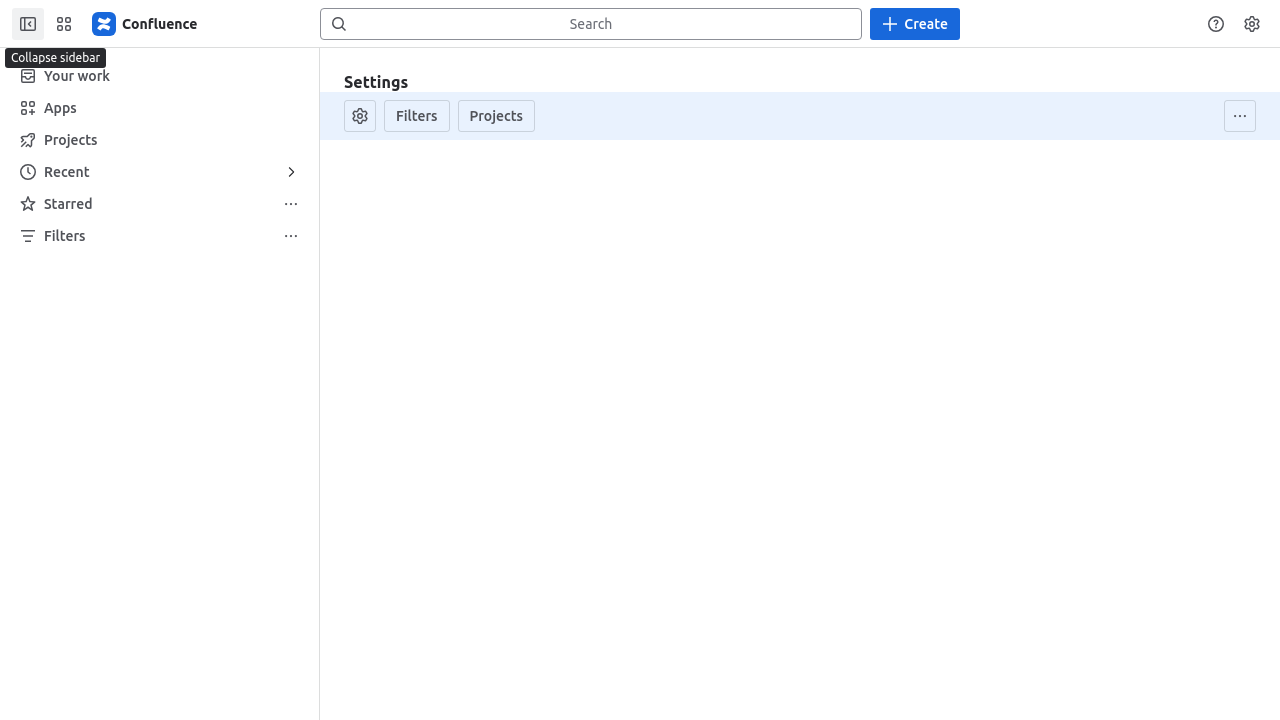 Confluence
Search
Create
Collapse sidebar
Your work
Apps
Projects
Recent
Starred
Filters
Settings
Filters
Projects